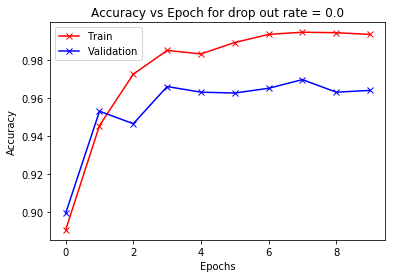 Accuracy vs Epoch for drop out rate = 0.0
Train
Validation
Accuracy
0.98
0.96
0.94
0.92
0.90
0 2 4 6 8
Epochs